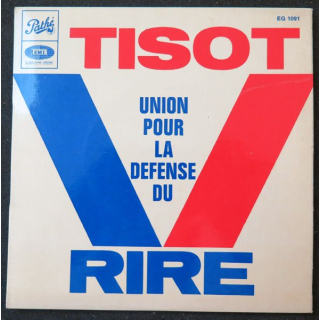 Pathé
EMI
EG 1091
TISOT
UNION
POUR
LA
DEFENSE
DU
V
RIRE